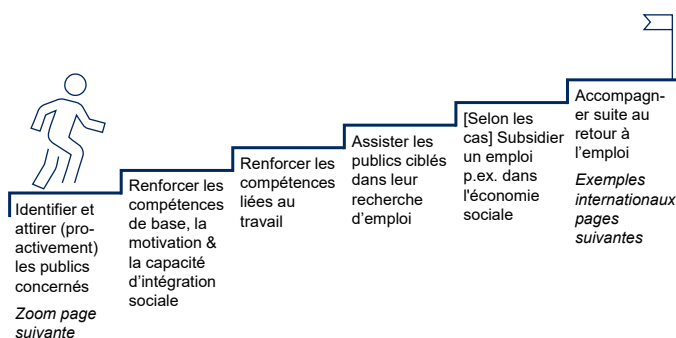 Identifier et
attirer (pro-
activement)
les publics
concernés
Zoom page
suivante
Renforcer les
compétences
de base, la
motivation &
la capacité
d'intégration
sociale
Renforcer les
compétences
liées au
travail
Assister les
publics ciblés
dans leur
recherche
d'emploi
[Selon les
cas] Subsidier
un emploi
p.ex. dans
l'économie
sociale
Accompagn-
er suite au
retour à
l'emploi
Exemples
internationaux
pages
suivantes